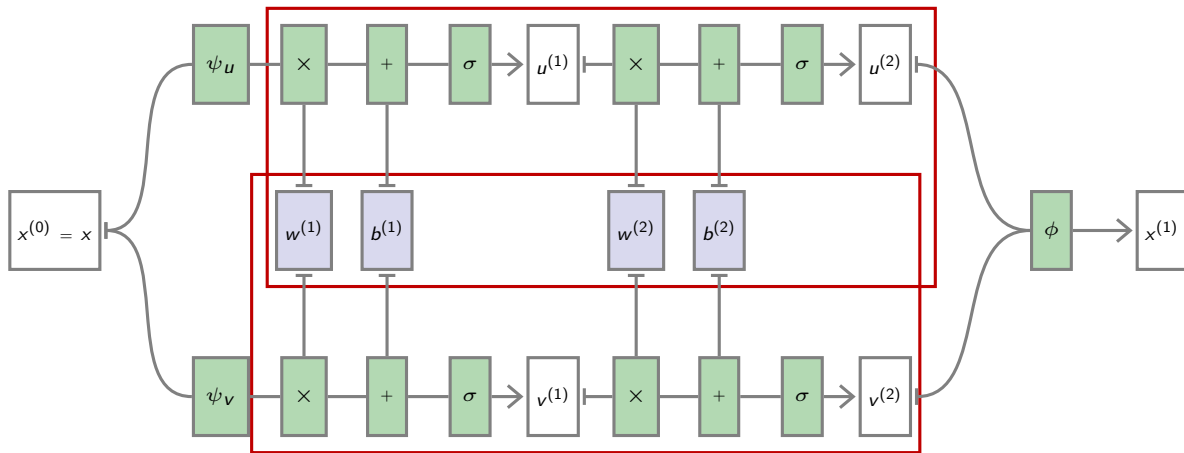 ψu × + σ u(1) × + σ u(2)
x(0) = x w(1) b(1) w(2) b(2) ϕ x(1)
ψv × + σ v(1) × + σ v(2)